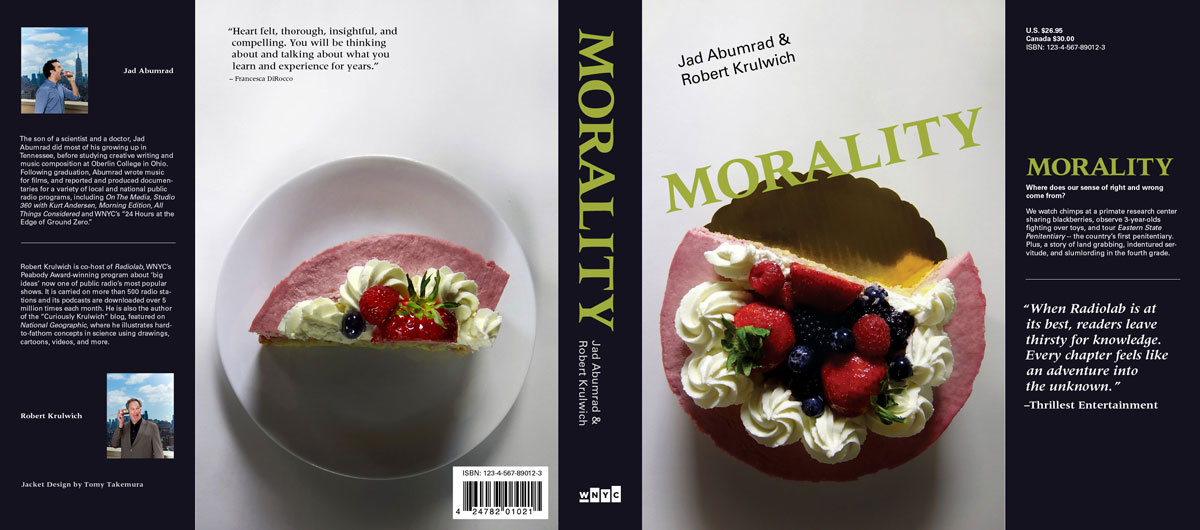 Jad Abumrad
The son of a scientist and a doctor, Jad
Abumrad did most of his growing up in
Tennessee, before studying creative writing and
music composition at Oberlin College in Ohio.
Following graduation, Abumrad wrote music
for films, and reported and produced documen-
taries for a variety of local and national public
radio programs, including On The Media, Studio
360 with Kurt Andersen, Morning Edition, All
Things Considered and WNYC's "24 Hours at the
Edge of Ground Zero."
Robert Krulwich is co-host of Radiolab, WNYC's
Peabody Award-winning program about 'big
ideas' now one of public radio's most popular
shows. It is carried on more than 500 radio sta-
tions and its podcasts are downloaded over 5
million times each month. He is also the author
of the "Curiously Krulwich" blog, featured on
National Geographic, where he illustrates hard-
to-fathom concepts in science using drawings,
cartoons, videos, and more.
Robert Krulwich
Jacket Design by Tomy Takemura
"Heart felt, thorough, insightful, and
compelling. You will be thinking
about and talking about what you
learn and experience for years."
– Francesca DiRocco
ISBN: 123-4-567-89012-3
4 24782 01021
MORALITY
Jad Abumrad &
Robert Krulwich
WNYC
Jad Abumrad &
Robert Krulwich
MORALITY
U.S. $26.95
Canada $30.00
ISBN: 123-4-567-89012-3
MORALITY
Where does our sense of right and wrong
come from?
We watch chimps at a primate research center
sharing blackberries, observe 3-year-olds
fighting over toys, and tour Eastern State
Penitentiary – the country's first penitentiary.
Plus, a story of land grabbing, indentured ser-
vitude, and slumlording in the fourth grade.
"When Radiolab is at
its best, readers leave
thirsty for knowledge.
Every chapter feels like
an adventure into
the unknown."
–Thrillest Entertainment